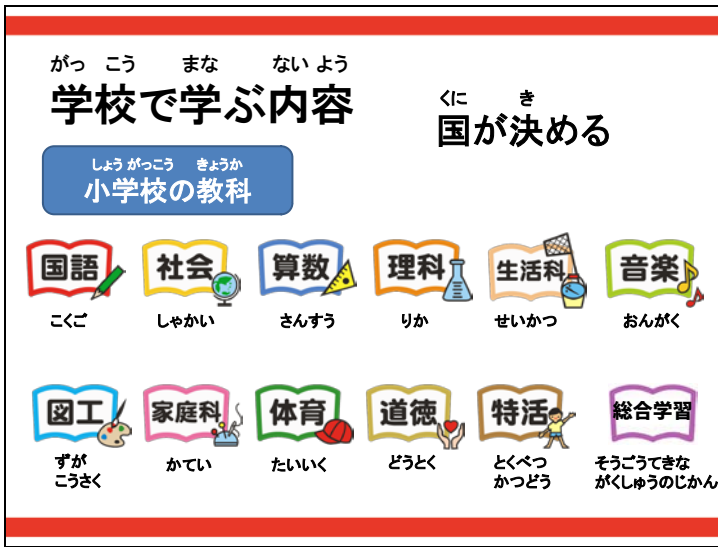 がっ こう まな ない よう
学校で学ぶ内容
くに き
国が決める
しょう がっこう きょうか
小学校の教科
国語
社会
算数
理科
生活科
音楽
こくご
しゃかい
さんすう
りか
せいかつ
おんがく
図工
家庭科
体育
道徳
特活
総合学習
ずが
こうさく
かてい
たいいく
どうとく
とくべつ
かつどう
そうごうてきな
がくしゅうのじかん